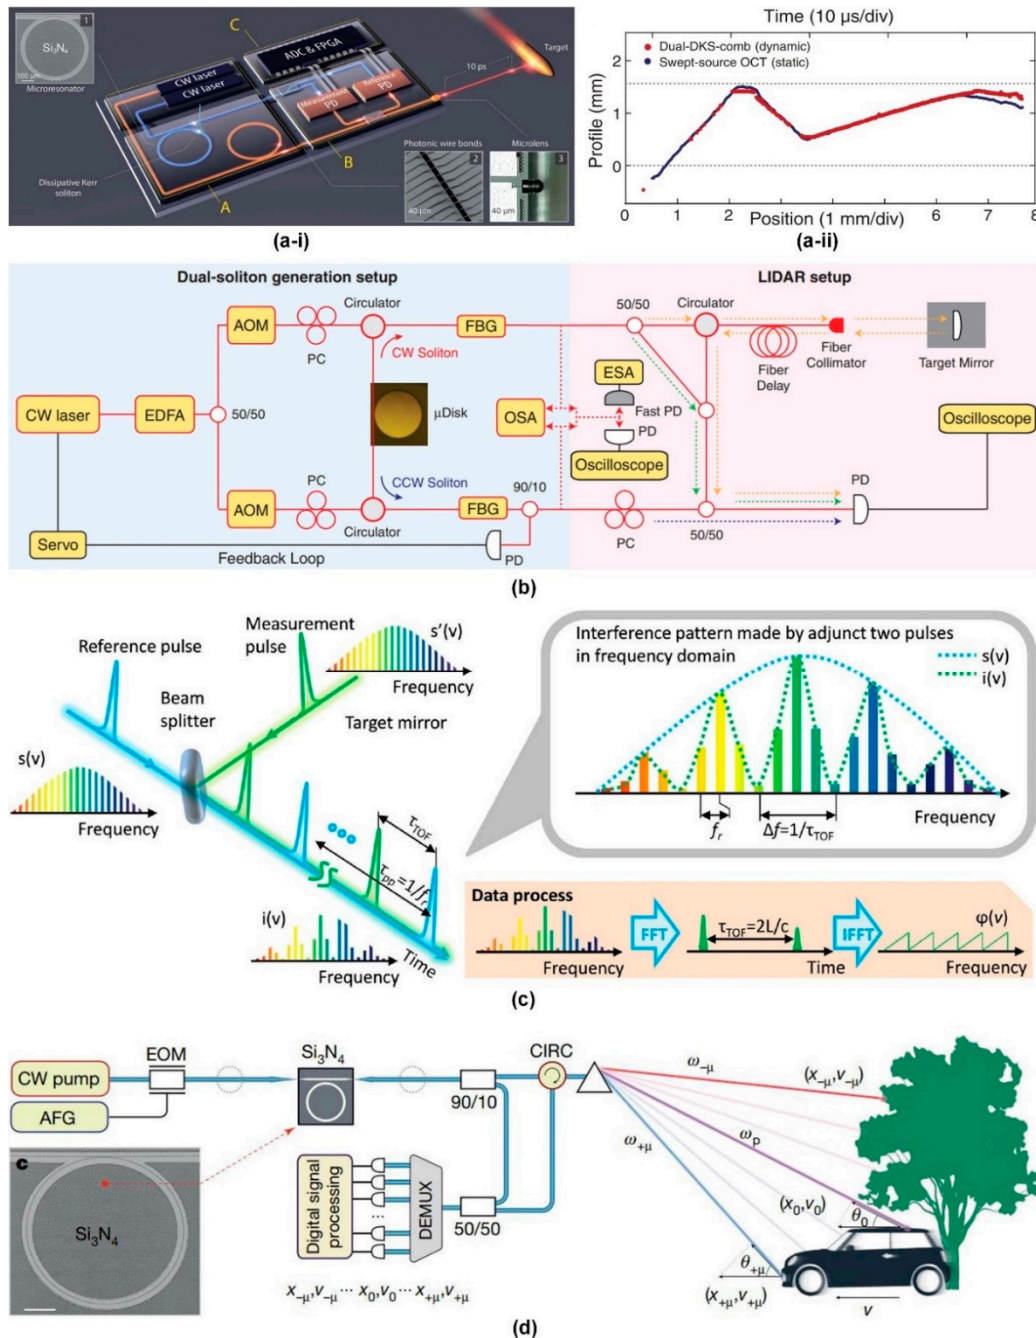 1
Si₃N₄
100 μm
Microresonator
C
ADC & FPGA
CW laser
CW laser
Measurement
PD
Reference
PD
10 ps
Target
B
Dissipative Kerr
soliton
A
Photonic wire bonds
2
40 μm
Microlens
3
40 μm
(a-i)
Time (10 μs/div)
Dual-DKS-comb (dynamic)
Swept-source OCT (static)
Profile (mm)
1
0
0 1 2 3 4 5 6 7 8
Position (1 mm/div)
(a-ii)
Dual-soliton generation setup
LIDAR setup
AOM
PC
Circulator
FBG
CW Soliton
50/50
Circulator
Fiber
Delay
Fiber
Collimator
Target Mirror
CW laser
EDFA
50/50
μDisk
OSA
ESA
Fast PD
PD
Oscilloscope
Oscilloscope
AOM
PC
Circulator
CCW Soliton
FBG
90/10
PC
50/50
PD
Servo
Feedback Loop
PD
(b)
Reference pulse
Measurement
pulse
s'(v)
Frequency
Beam
splitter
Target mirror
s(v)
Frequency
τTOF
τpp=1/fr
i(v)
Frequency
Time
Interference pattern made by adjunct two pulses
in frequency domain
s(v)
i(v)
fr
Δf=1/τTOF
Frequency
Data process
Frequency
FFT
τTOF=2L/c
Time
IFFT
φ(v)
Frequency
(c)
CW pump
EOM
AFG
Si₃N₄
90/10
CIRC
c
Si₃N₄
Digital signal
processing
...
DEMUX
50/50
x₋μ,v₋μ ··· x₀,v₀ ··· x₊μ,v₊μ
ω₋μ
(x₋μ,v₋μ)
ωp
ω₊μ
(x₀,v₀)
θ₀
θ₊μ
(x₊μ,v₊μ)
v
(d)